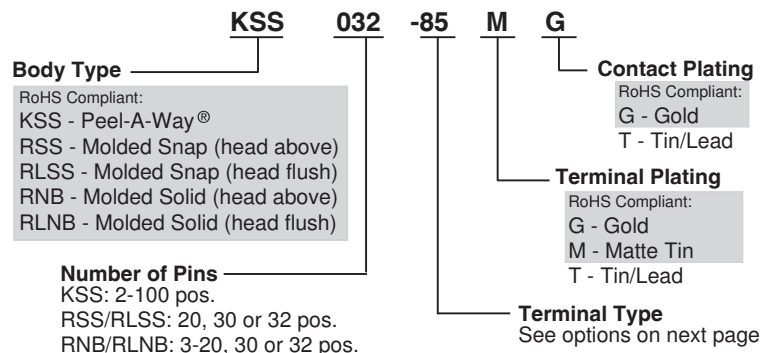 KSS 032 -85 M G
Body Type
RoHS Compliant:
KSS - Peel-A-Way®
RSS - Molded Snap (head above)
RLSS - Molded Snap (head flush)
RNB - Molded Solid (head above)
RLNB - Molded Solid (head flush)
Number of Pins
KSS: 2-100 pos.
RSS/RLSS: 20, 30 or 32 pos.
RNB/RLNB: 3-20, 30 or 32 pos.
Contact Plating
RoHS Compliant:
G - Gold
T - Tin/Lead
Terminal Plating
RoHS Compliant:
G - Gold
M - Matte Tin
T - Tin/Lead
Terminal Type
See options on next page